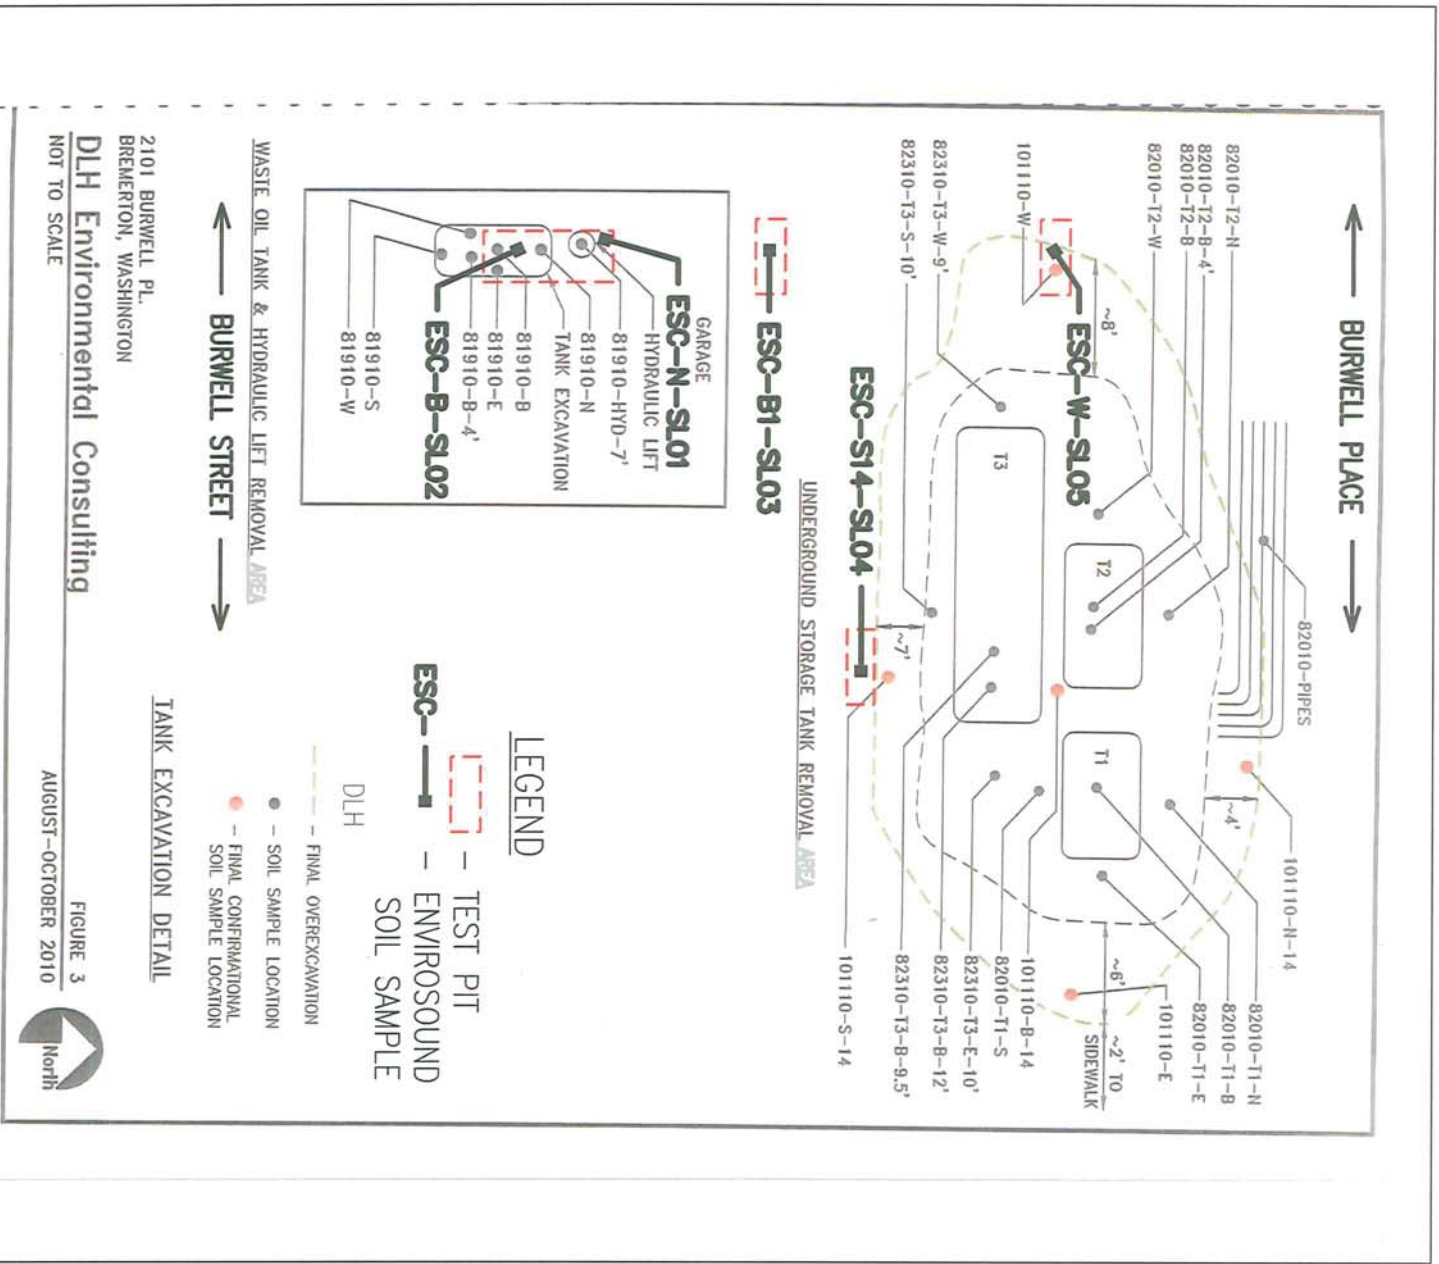 BURWELL PLACE
82010-T2-N
82010-T2-B-4'
82010-T2-B
82010-T2-W
101110-W
82310-T3-W-9'
82310-T3-S-10'
82010-PIPES
101110-N-14
82010-T1-N
82010-T1-B
82010-T1-E
101110-E
~2' TO
SIDEWALK
101110-B-14
82010-T1-S
82310-T3-E-10'
82310-T3-B-12'
82310-T3-B-9.5'
101110-S-14
~8'
~4'
~6'
~7'
T1
T2
T3
ESC-W-SL05
ESC-S14-SL04
UNDERGROUND STORAGE TANK REMOVAL AREA
ESC-B1-SL03
GARAGE
ESC-N-SL01
HYDRAULIC LIFT
81910-HYD-7'
81910-N
TANK EXCAVATION
81910-B
81910-E
81910-B-4'
ESC-B-SL02
81910-S
81910-W
WASTE OIL TANK & HYDRAULIC LIFT REMOVAL AREA
BURWELL STREET
LEGEND
- TEST PIT
ESC- - ENVIROSOUND
SOIL SAMPLE
DLH
- FINAL OVEREXCAVATION
- SOIL SAMPLE LOCATION
- FINAL CONFIRMATIONAL
SOIL SAMPLE LOCATION
TANK EXCAVATION DETAIL
2101 BURWELL PL.
BREMERTON, WASHINGTON
DLH Environmental Consulting
NOT TO SCALE
FIGURE 3
AUGUST-OCTOBER 2010
North